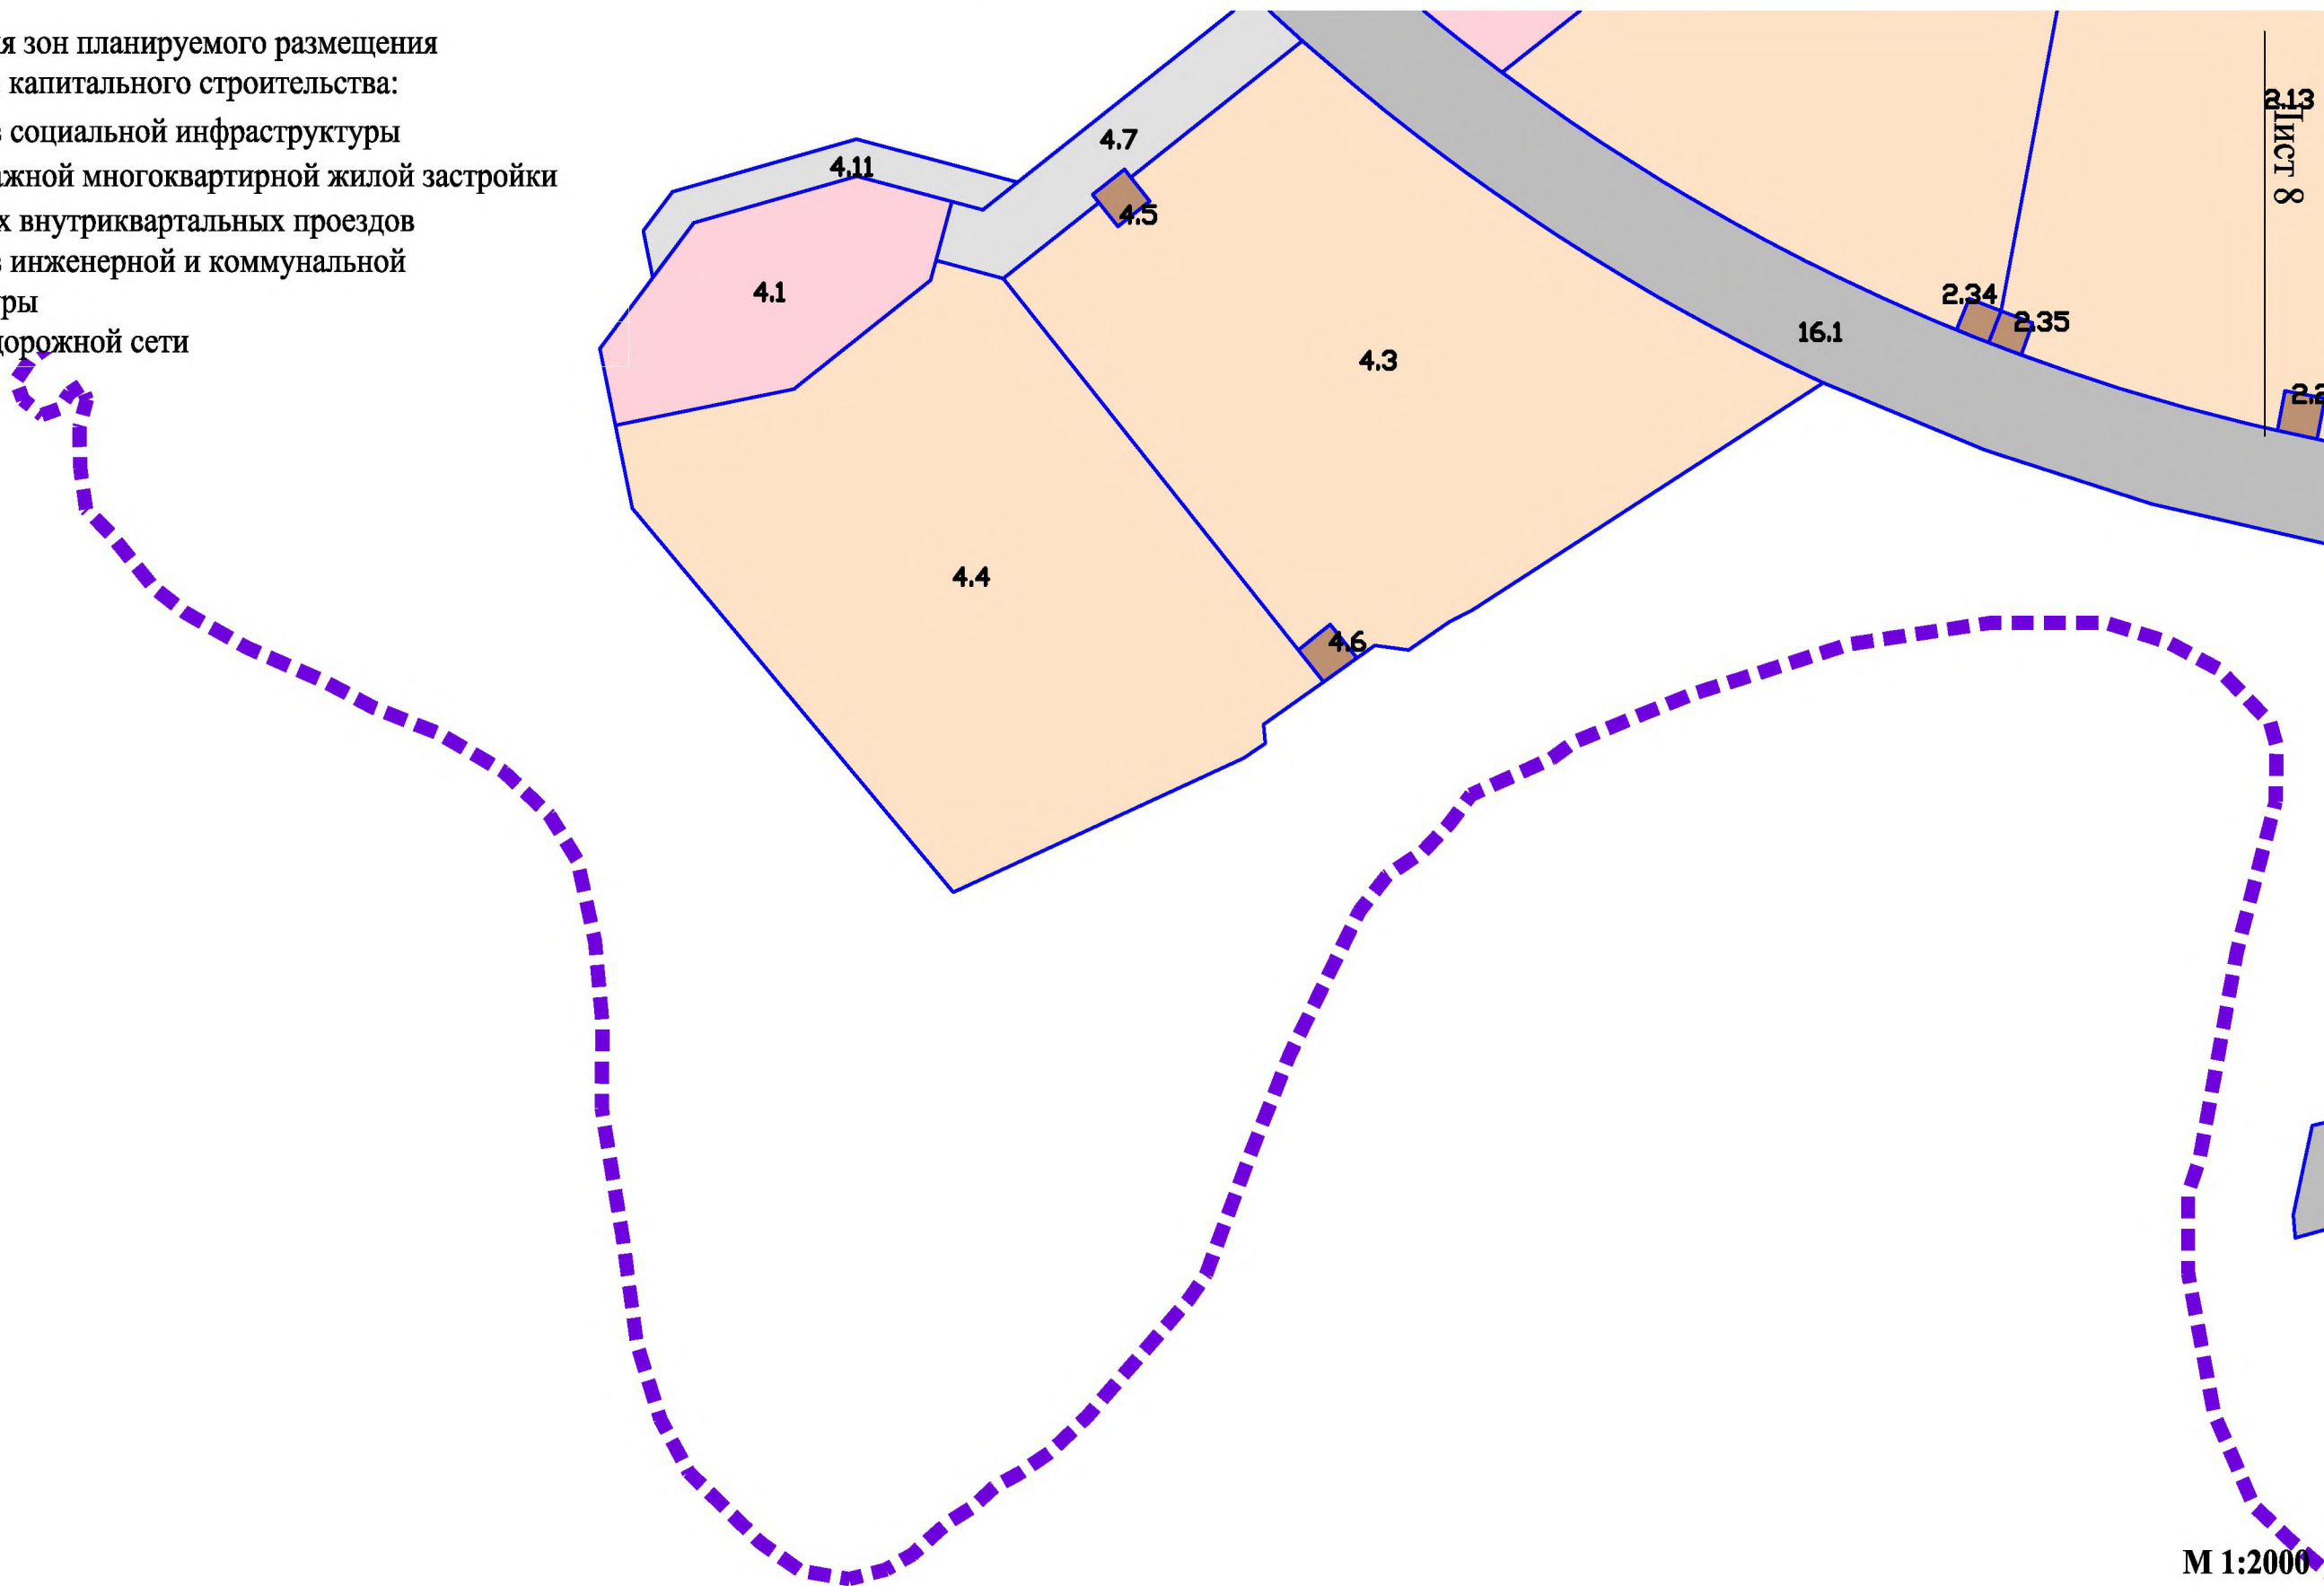 я зон планируемого размещения
капитального строительства:
в социальной инфраструктуры
ажной многоквартирной жилой застройки
х внутриквартальных проездов
в инженерной и коммунальной
ры
дорожной сети
4.7
4.11
4.5
4.1
4.3
4.4
4.6
16.1
2.34
2.35
2.13
Лист 8
М 1:2000